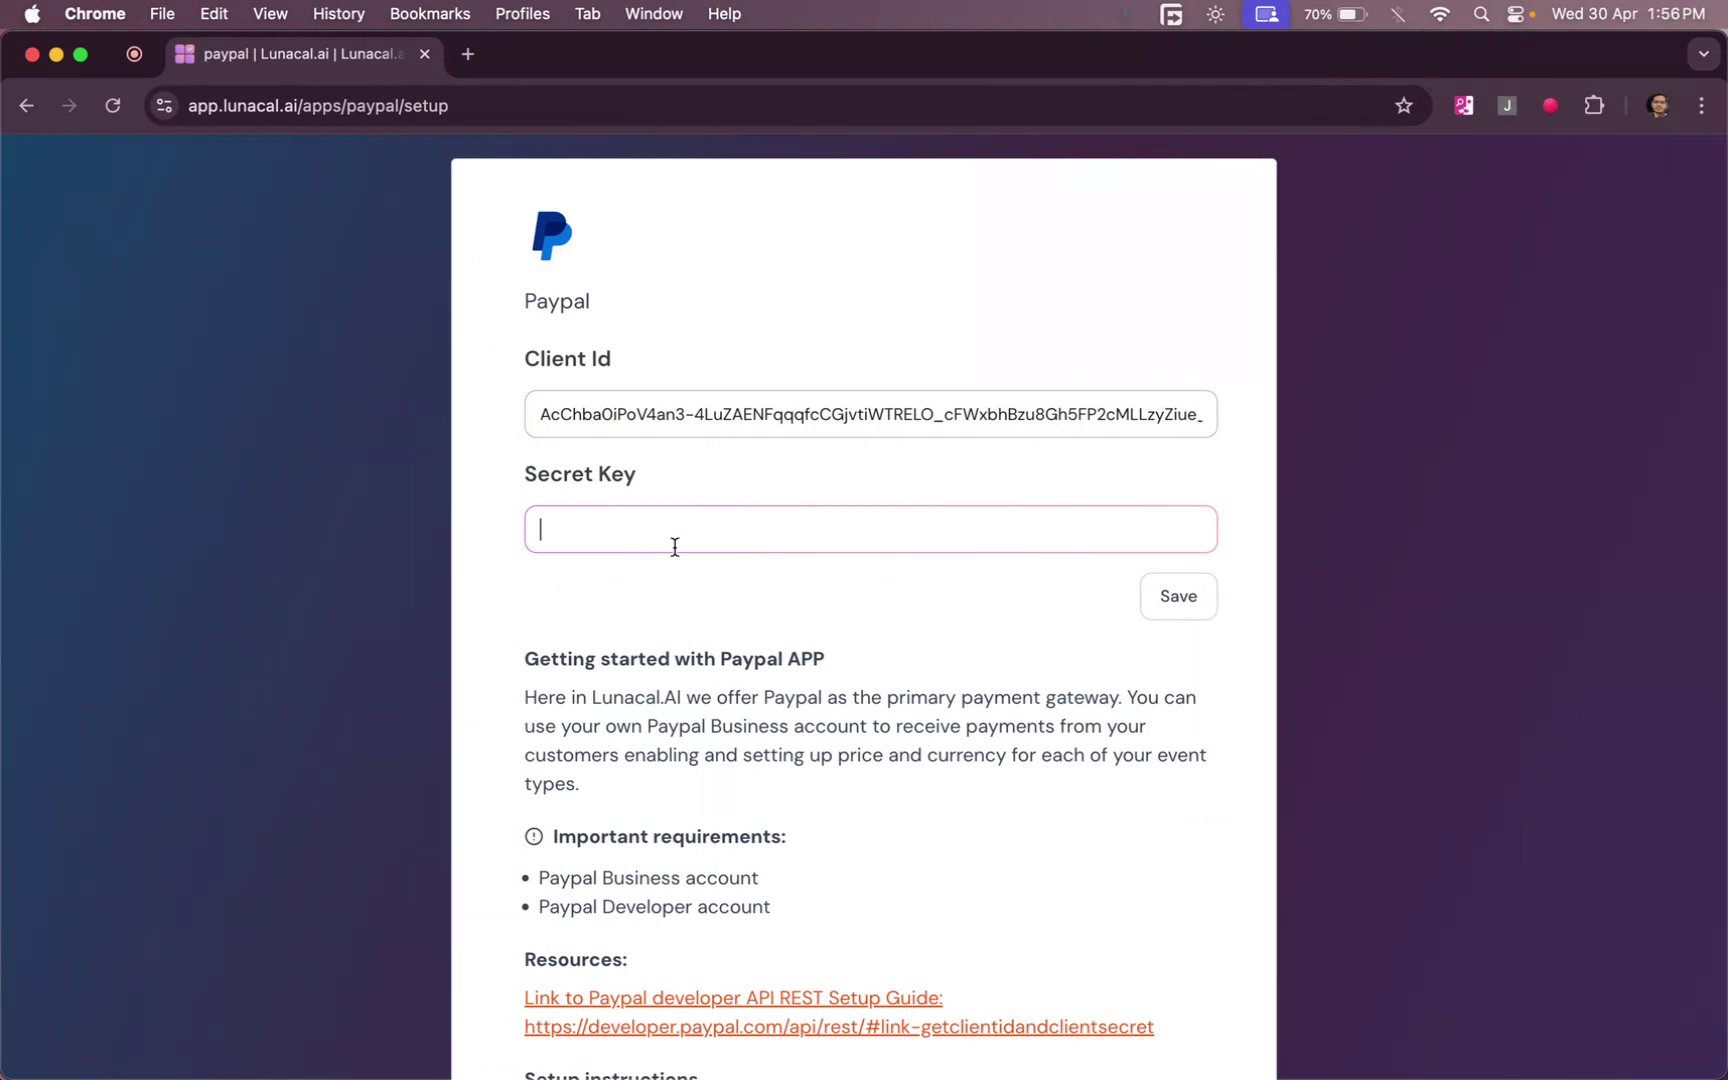 Chrome File Edit View History Bookmarks Profiles Tab Window Help 70% Wed 30 Apr 1:56 PM
paypal | Lunacal.ai | Lunacal.a
app.lunacal.ai/apps/paypal/setup J
Paypal
Client Id
AcChba0iPoV4an3-4LuZAENFqqqfcCGjvtiWTRELO_cFWxbhBzu8Gh5FP2cMLLzyZiue_
Secret Key
Save
Getting started with Paypal APP
Here in Lunacal.AI we offer Paypal as the primary payment gateway. You can
use your own Paypal Business account to receive payments from your
customers enabling and setting up price and currency for each of your event
types.
Important requirements:
• Paypal Business account
• Paypal Developer account
Resources:
Link to Paypal developer API REST Setup Guide:
https://developer.paypal.com/api/rest/#link-getclientidandclientsecret
Setup instructions